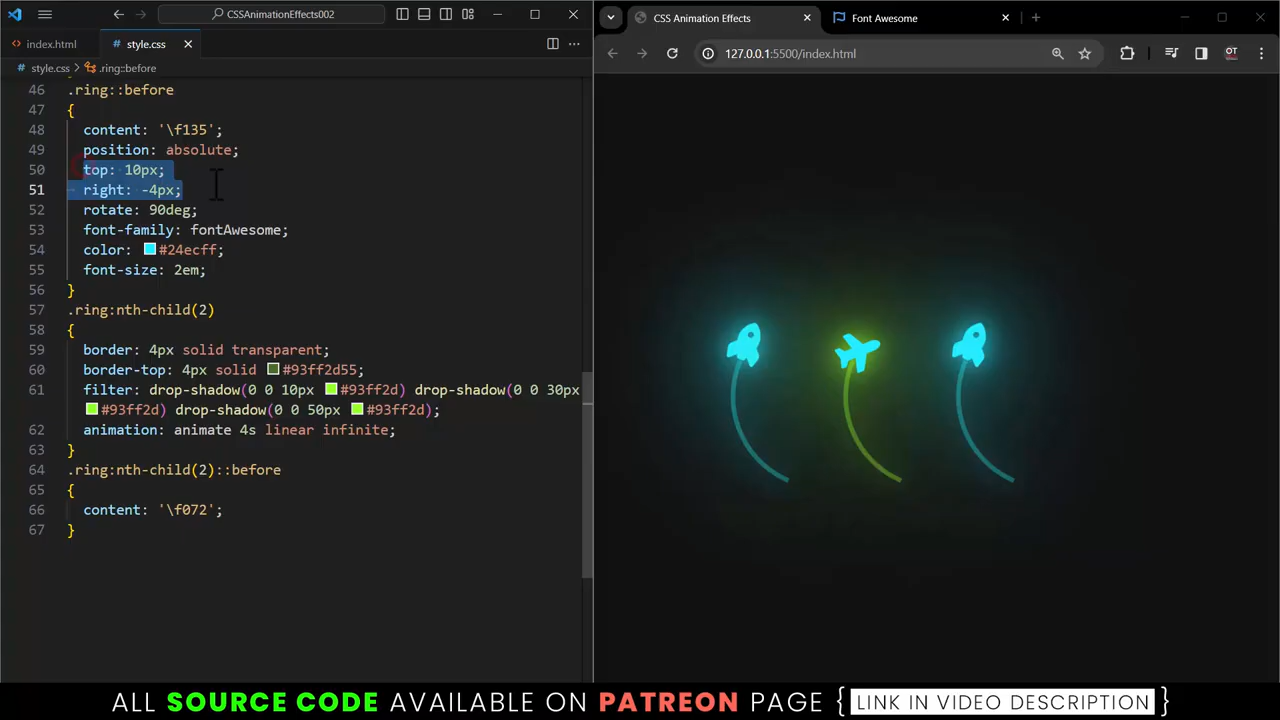 CSSAnimationEffects002
index.html
style.css
style.css > .ring::before
46 .ring::before
47 {
48 content: '\f135';
49 position: absolute;
50 top: 10px;
51 right: -4px;
52 rotate: 90deg;
53 font-family: fontAwesome;
54 color: #24ecff;
55 font-size: 2em;
56 }
57 .ring:nth-child(2)
58 {
59 border: 4px solid transparent;
60 border-top: 4px solid #93ff2d55;
61 filter: drop-shadow(0 0 10px #93ff2d) drop-shadow(0 0 30px
#93ff2d) drop-shadow(0 0 50px #93ff2d);
62 animation: animate 4s linear infinite;
63 }
64 .ring:nth-child(2)::before
65 {
66 content: '\f072';
67 }
CSS Animation Effects
Font Awesome
127.0.0.1:5500/index.html
OT
ALL SOURCE CODE AVAILABLE ON PATREON PAGE { LINK IN VIDEO DESCRIPTION }